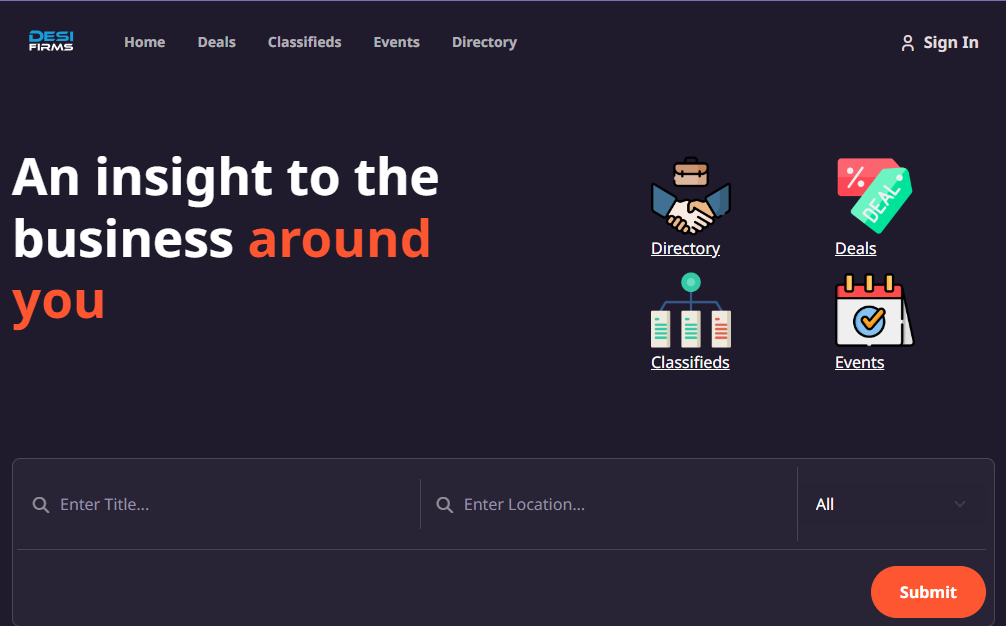 DESI
FIRMS
Home
Deals
Classifieds
Events
Directory
Sign In
An insight to the
business around
you
%
DEAL
Directory
Deals
Classifieds
Events
Enter Title...
Enter Location...
All
Submit